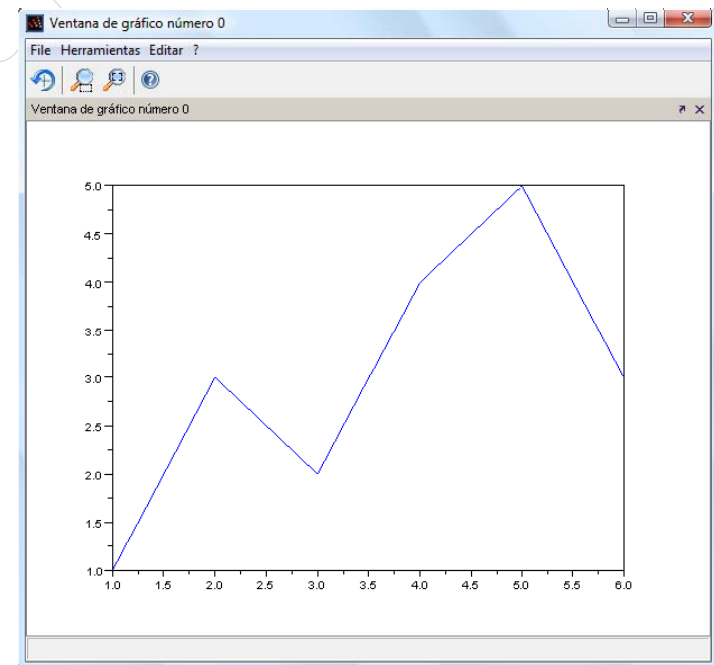 Ventana de gráfico número 0
File Herramientas Editar ?
Ventana de gráfico número 0
5.0
4.5
4.0
3.5
3.0
2.5
2.0
1.5
1.0
1.0 1.5 2.0 2.5 3.0 3.5 4.0 4.5 5.0 5.5 6.0